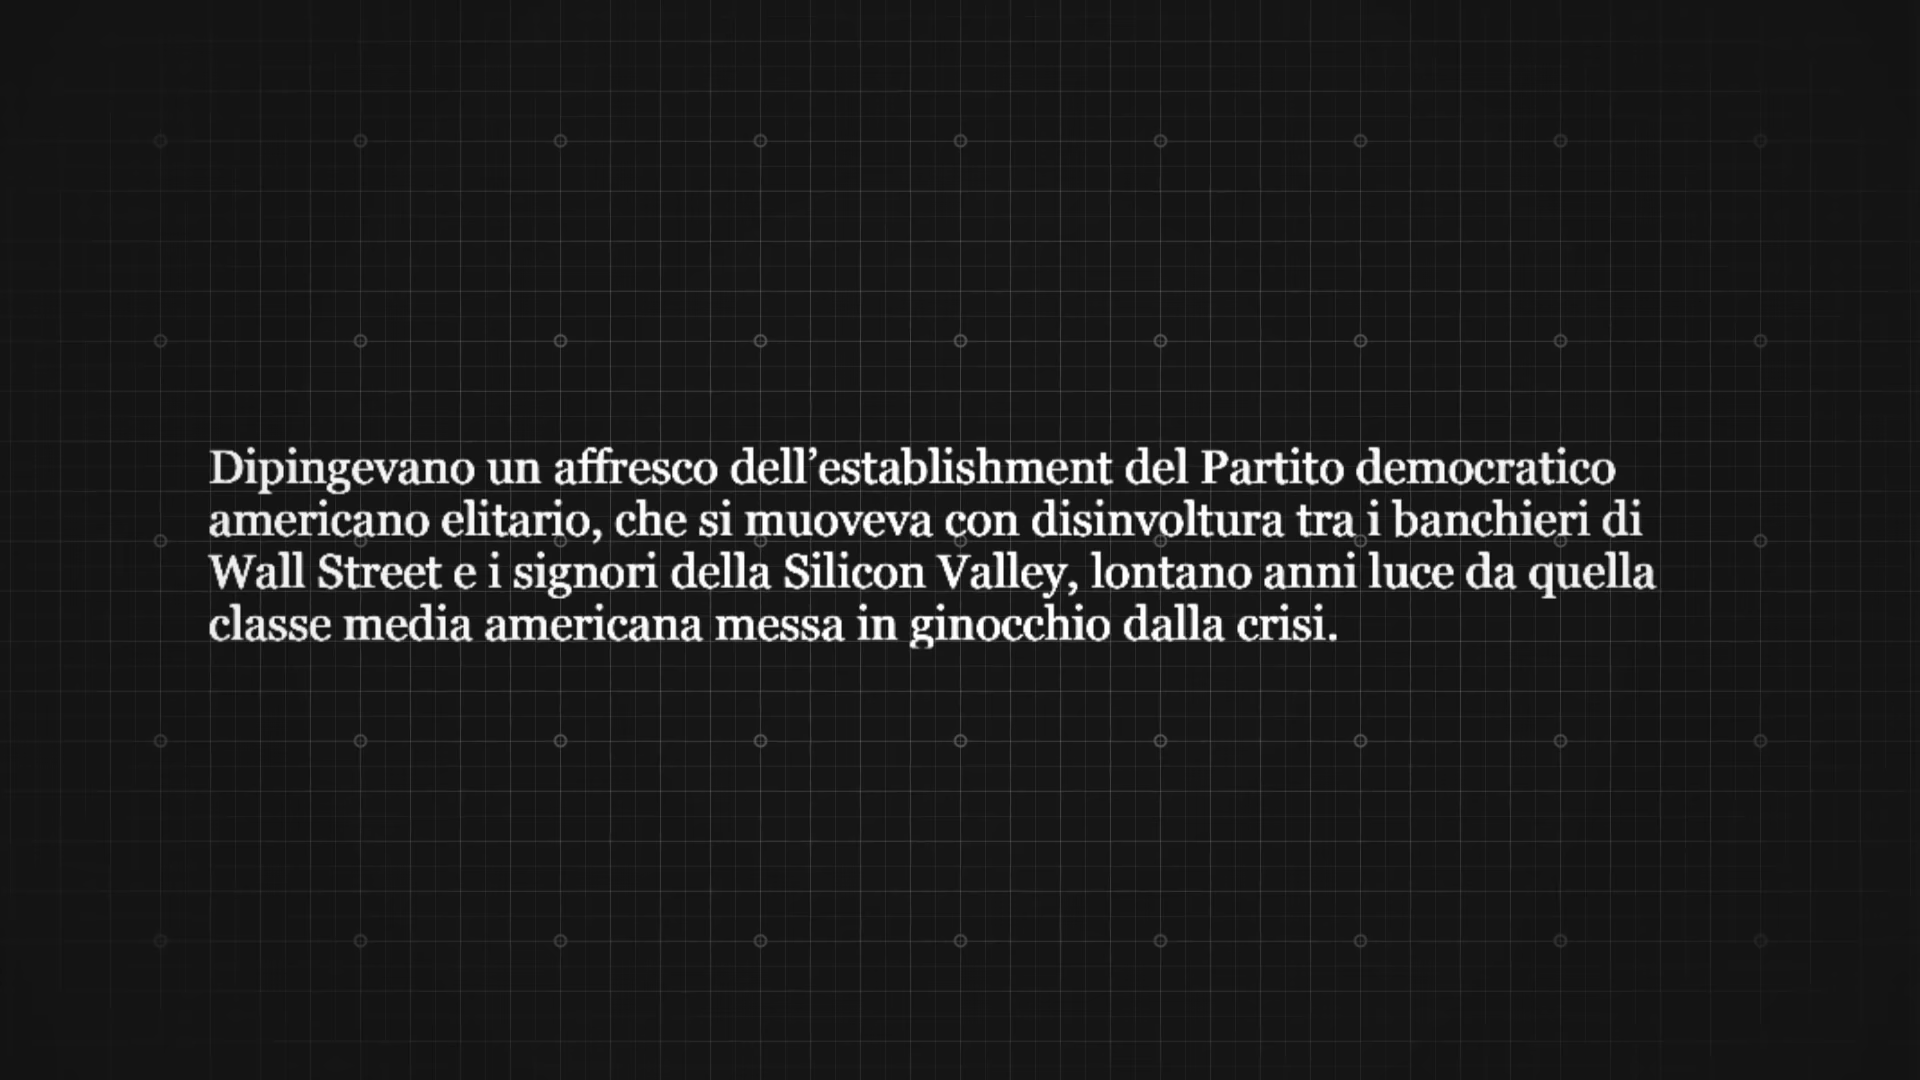 Dipingevano un affresco dell’establishment del Partito democratico
americano elitario, che si muoveva con disinvoltura tra i banchieri di
Wall Street e i signori della Silicon Valley, lontano anni luce da quella
classe media americana messa in ginocchio dalla crisi.